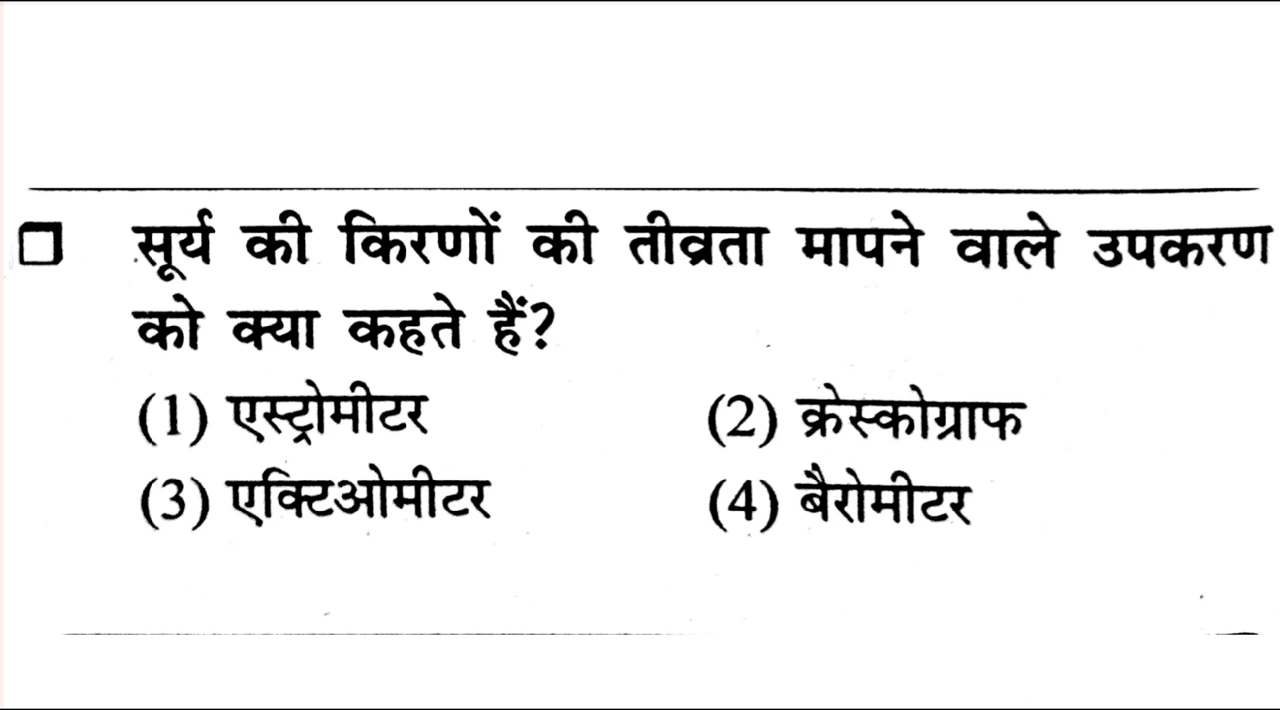 सूर्य की किरणों की तीव्रता मापने वाले उपकरण
को क्या कहते हैं?
(1) एस्ट्रोमीटर (2) क्रेस्कोग्राफ
(3) एक्टिओमीटर (4) बैरोमीटर